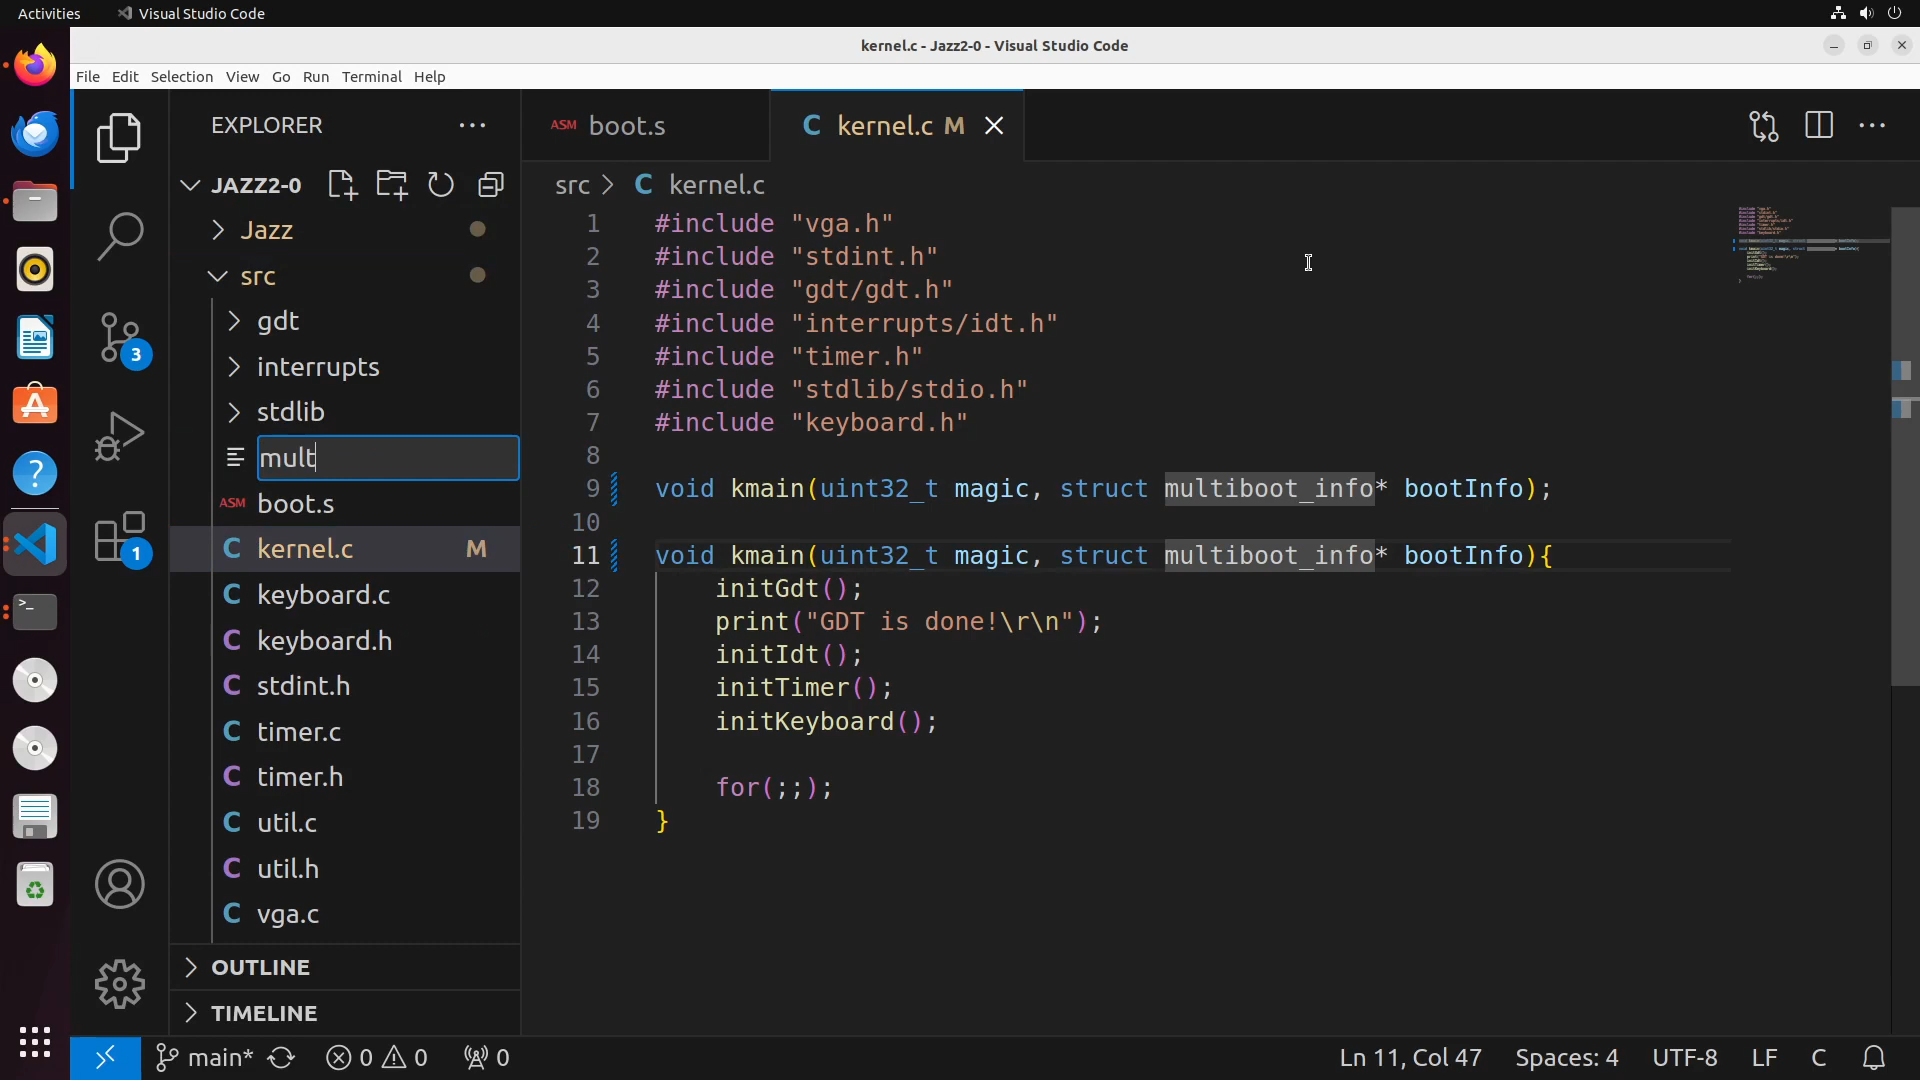 Activities
Visual Studio Code
kernel.c - Jazz2-0 - Visual Studio Code
File Edit Selection View Go Run Terminal Help
EXPLORER
ASM boot.s
C kernel.c M
JAZZ2-0
src > C kernel.c
Jazz
src
gdt
interrupts
stdlib
mult
ASM boot.s
C kernel.c M
C keyboard.c
C keyboard.h
C stdint.h
C timer.c
C timer.h
C util.c
C util.h
C vga.c
OUTLINE
TIMELINE
3
1
1 #include "vga.h"
2 #include "stdint.h"
3 #include "gdt/gdt.h"
4 #include "interrupts/idt.h"
5 #include "timer.h"
6 #include "stdlib/stdio.h"
7 #include "keyboard.h"
8
9 void kmain(uint32_t magic, struct multiboot_info* bootInfo);
10
11 void kmain(uint32_t magic, struct multiboot_info* bootInfo){
12 initGdt();
13 print("GDT is done!\r\n");
14 initIdt();
15 initTimer();
16 initKeyboard();
17
18 for(;;);
19 }
main* 0 0 0
Ln 11, Col 47 Spaces: 4 UTF-8 LF C